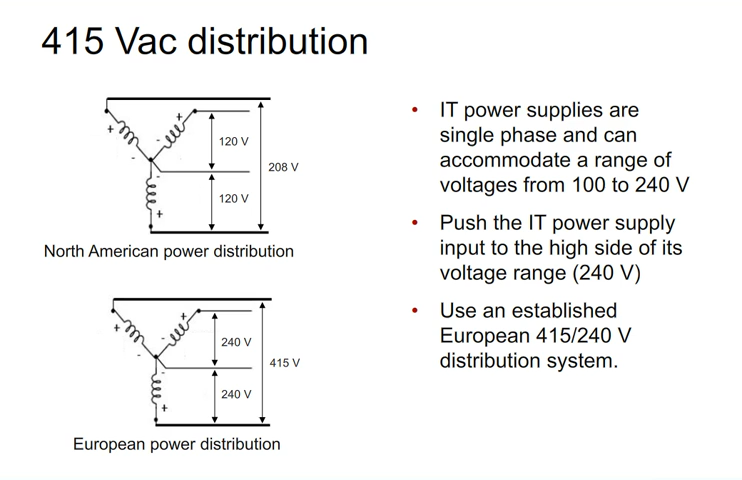 415 Vac distribution
+
+
-
-
-
+
120 V
208 V
120 V
North American power distribution
+
+
-
-
-
+
240 V
415 V
240 V
European power distribution
• IT power supplies are
single phase and can
accommodate a range of
voltages from 100 to 240 V
• Push the IT power supply
input to the high side of its
voltage range (240 V)
• Use an established
European 415/240 V
distribution system.